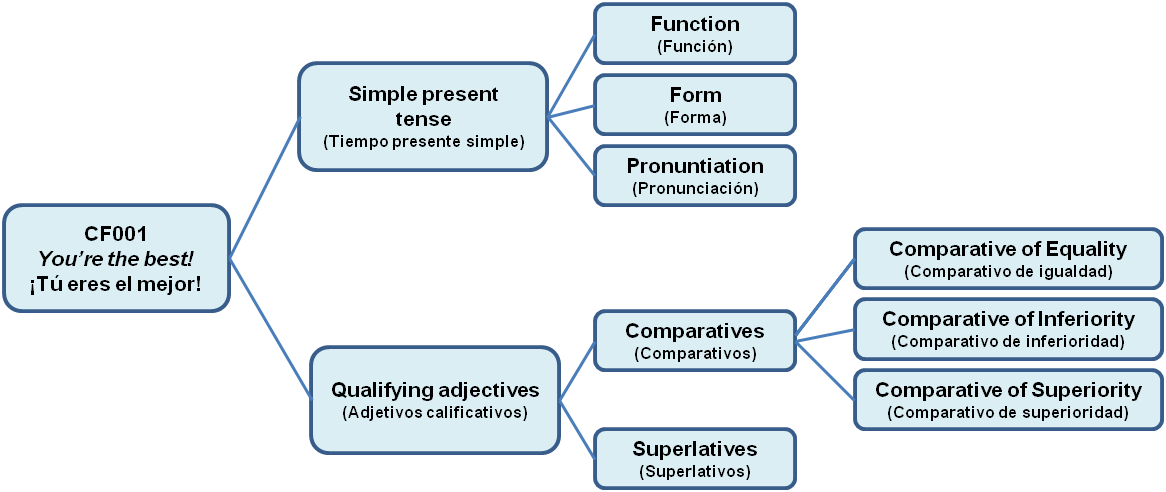 CF001
You're the best!
¡Tú eres el mejor!
Simple present
tense
(Tiempo presente simple)
Function
(Función)
Form
(Forma)
Pronuntiation
(Pronunciación)
Qualifying adjectives
(Adjetivos calificativos)
Comparatives
(Comparativos)
Comparative of Equality
(Comparativo de igualdad)
Comparative of Inferiority
(Comparativo de inferioridad)
Comparative of Superiority
(Comparativo de superioridad)
Superlatives
(Superlativos)